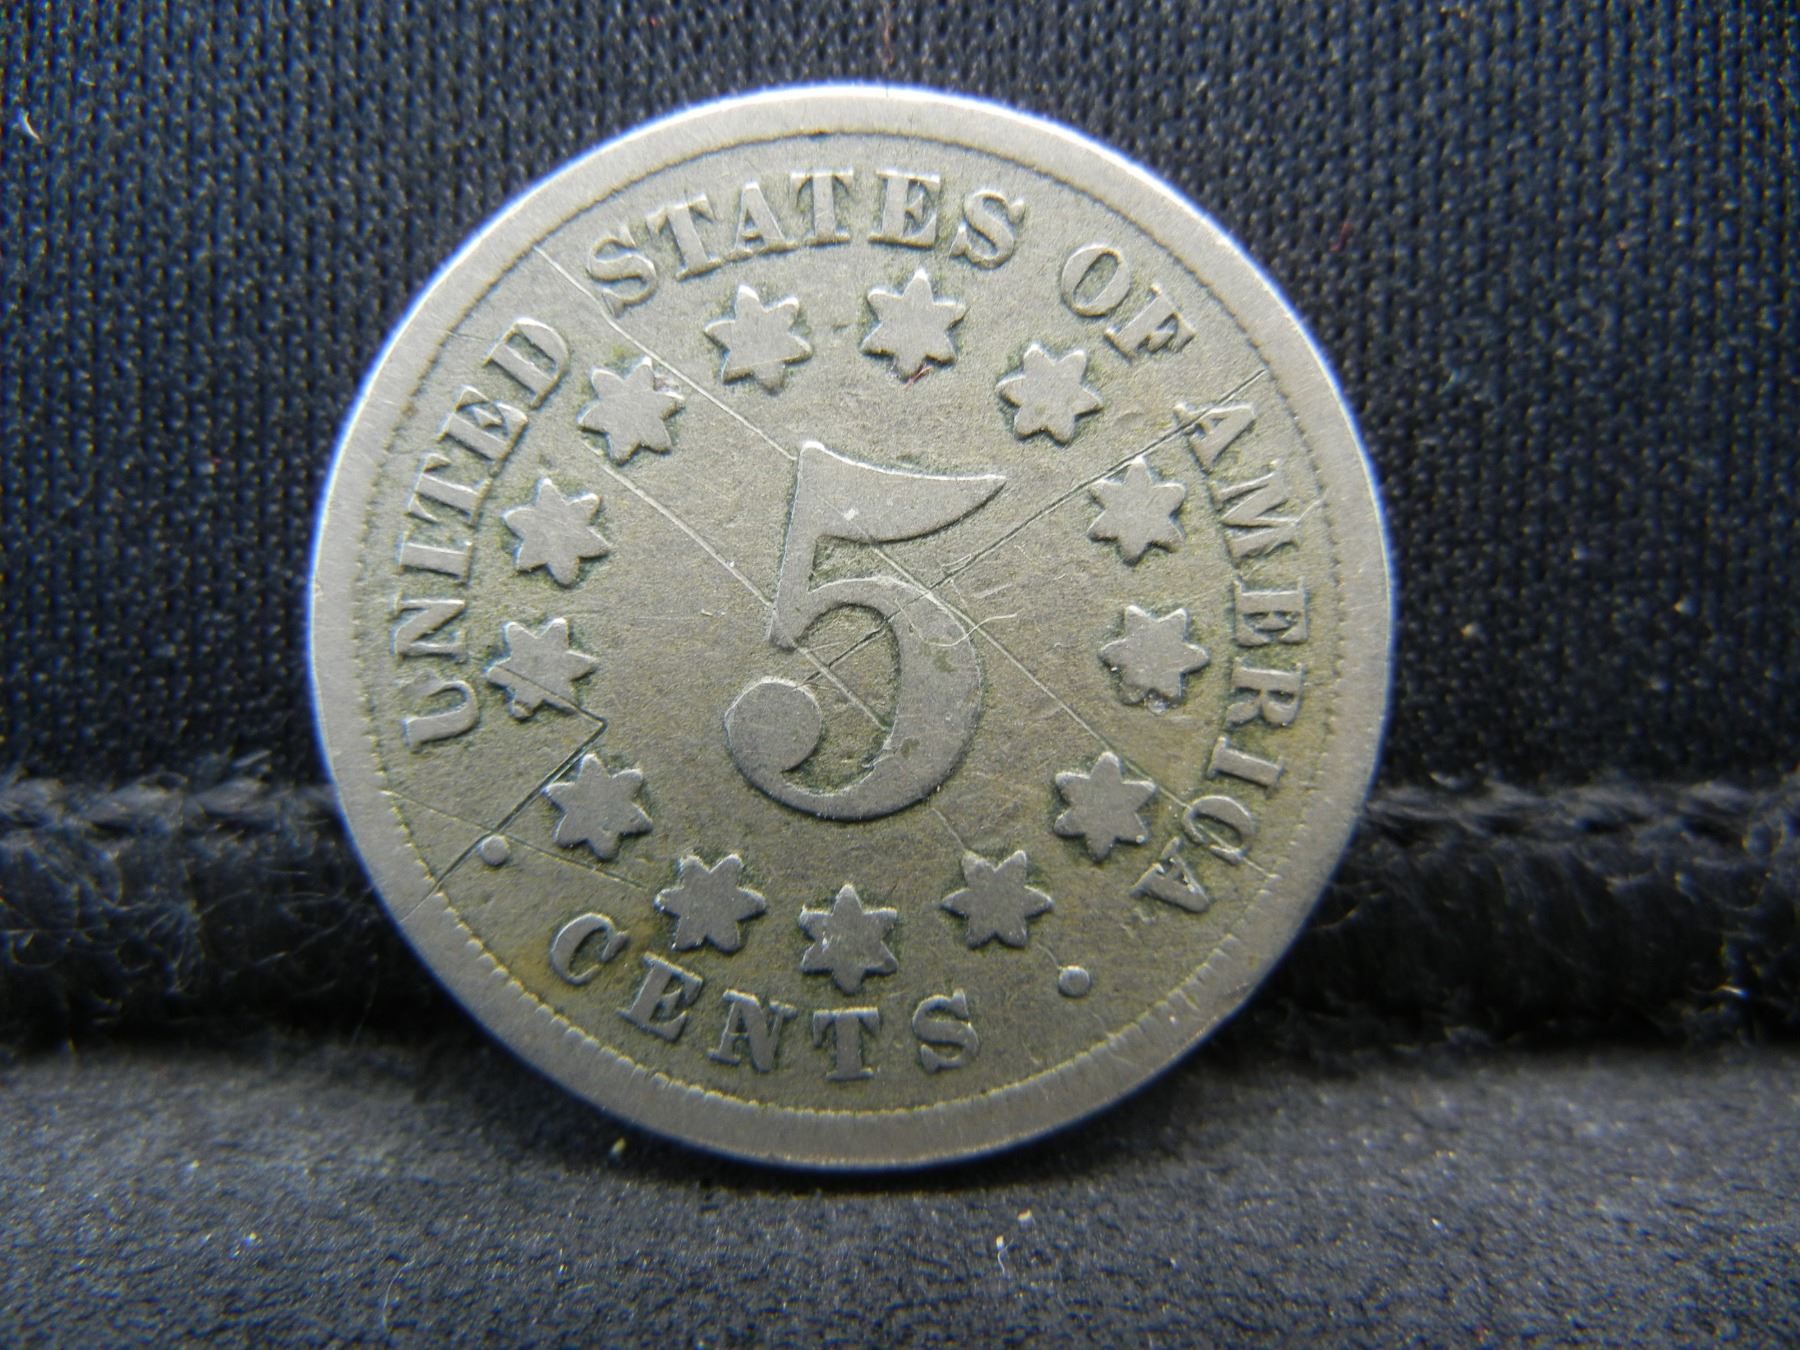 UNITED STATES OF AMERICA
5
CENTS